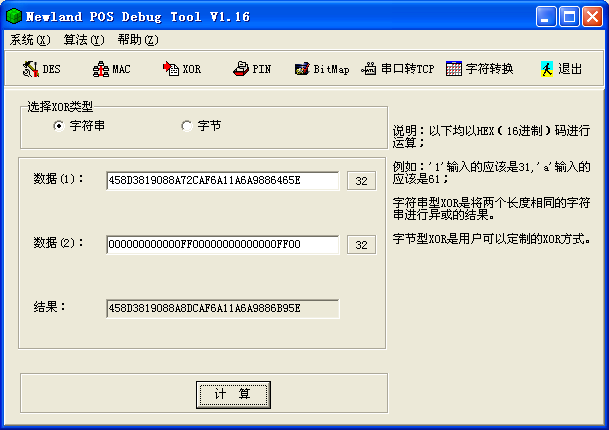 Newland POS Debug Tool V1.16
系统(X) 算法(Y) 帮助(Z)
DES MAC XOR PIN BitMap 串口转TCP 字符转换 退出
选择XOR类型
字符串 字节
数据(1)： 458D3819088A72CAF6A11A6A9886465E 32
数据(2)： 000000000000FF00000000000000FF00 32
结果： 458D3819088A8DCAF6A11A6A9886B95E
计 算
说明：以下均以HEX（16进制）码进行
运算；
例如：'1'输入的应该是31,'a'输入的
应该是61；
字符串型XOR是将两个长度相同的字符
串进行异或的结果。
字节型XOR是用户可以定制的XOR方式。